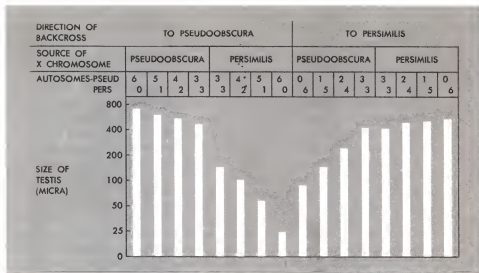 DIRECTION OF BACKCROSS TO PSEUDOOBSCURA TO PERSIMILIS
SOURCE OF X CHROMOSOME PSEUDOOBSCURA PERSIMILIS PSEUDOOBSCURA PERSIMILIS
AUTOSOMES-PSEUD 6 5 4 3 3 4 5 6 0 1 2 3 3 2 1 0
PERS 0 1 2 3 3 2 1 0 6 5 4 3 3 4 5 6
800
400
200
SIZE OF TESTIS (MICRA)
100
50
25
0